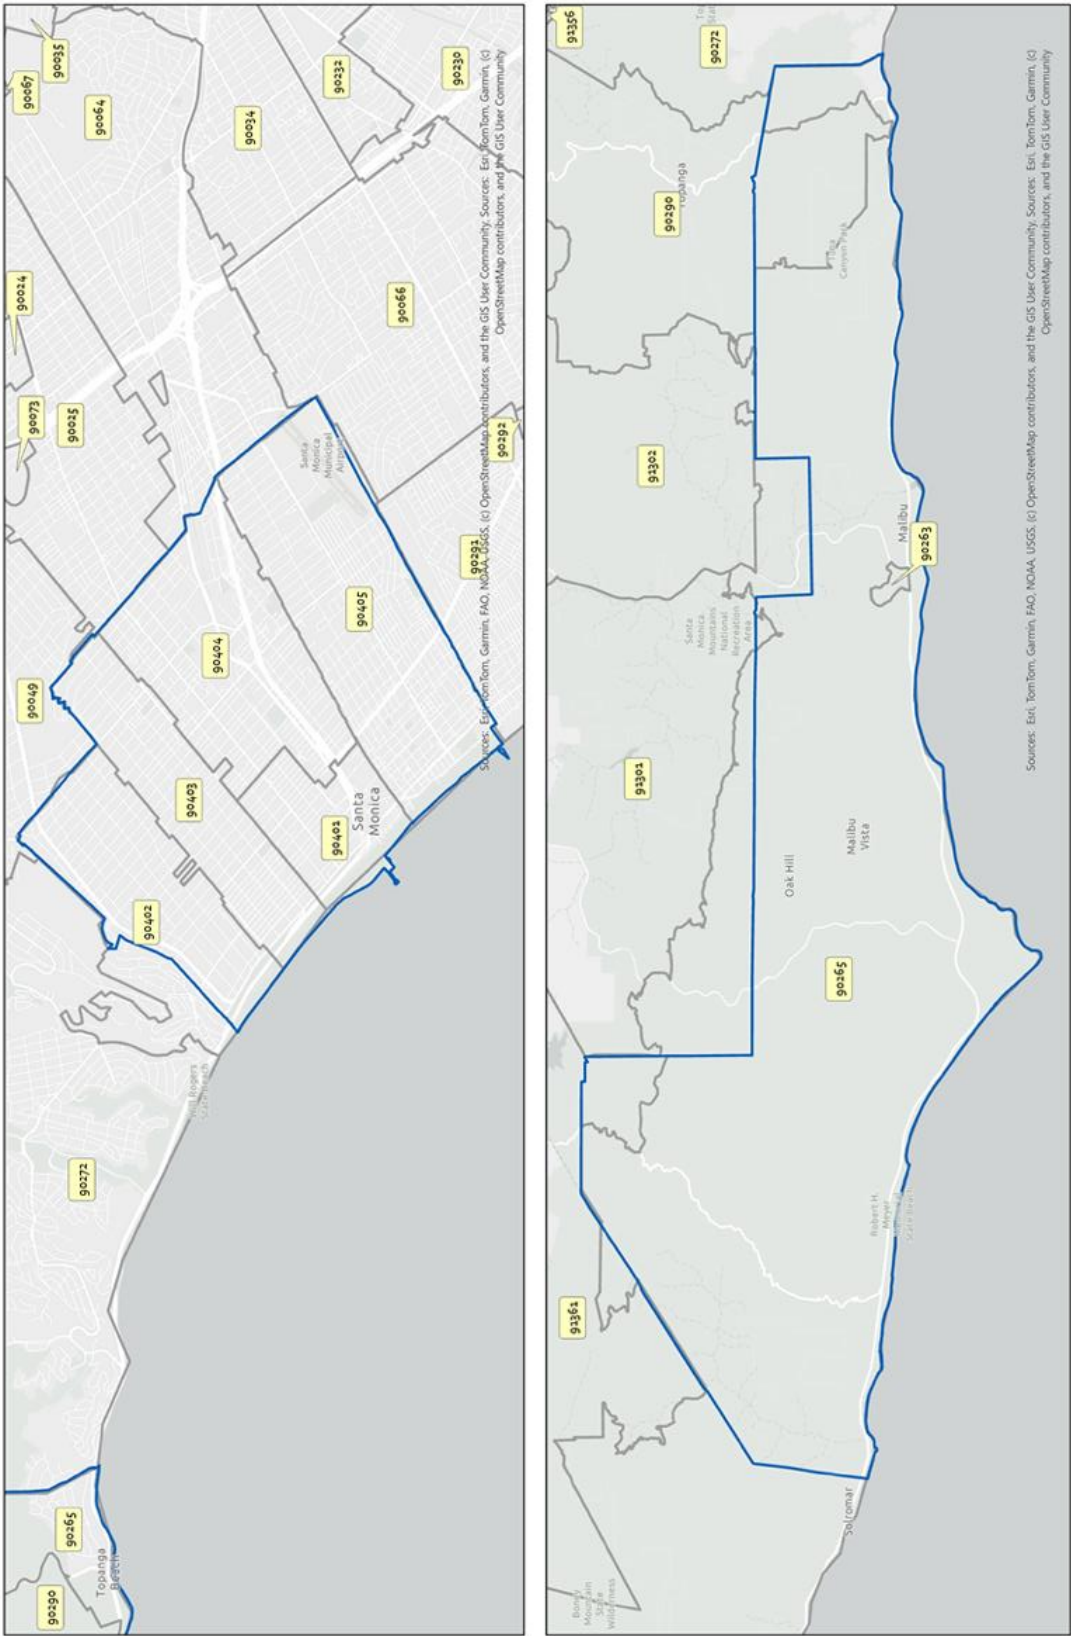 90290
90265
Topanga
Beach
90272
Will Rogers
State Beach
90402
90049
90403
90404
90401
Santa
Monica
90405
90073
90025
90024
90067
90035
90064
90034
90232
90230
90066
Santa
Monica
Municipal
Airport
90291
90292
Sources: Esri, TomTom, Garmin, FAO, NOAA, USGS, (c) OpenStreetMap contributors, and the GIS User Community, Sources: Esri, TomTom, Garmin, (c)
OpenStreetMap contributors, and the GIS User Community
Boney
Mountain
State
Wilderness
Solromar
91361
Robert H.
Meyer
State Beach
90265
Oak Hill
Malibu
Vista
91301
Santa
Monica
Mountains
National
Recreation
Area
Malibu
90263
91302
90290
Topanga
Tuna
Canyon Park
91356
90272
Sources: Esri, TomTom, Garmin, FAO, NOAA, USGS, (c) OpenStreetMap contributors, and the GIS User Community, Sources: Esri, TomTom, Garmin, (c)
OpenStreetMap contributors, and the GIS User Community